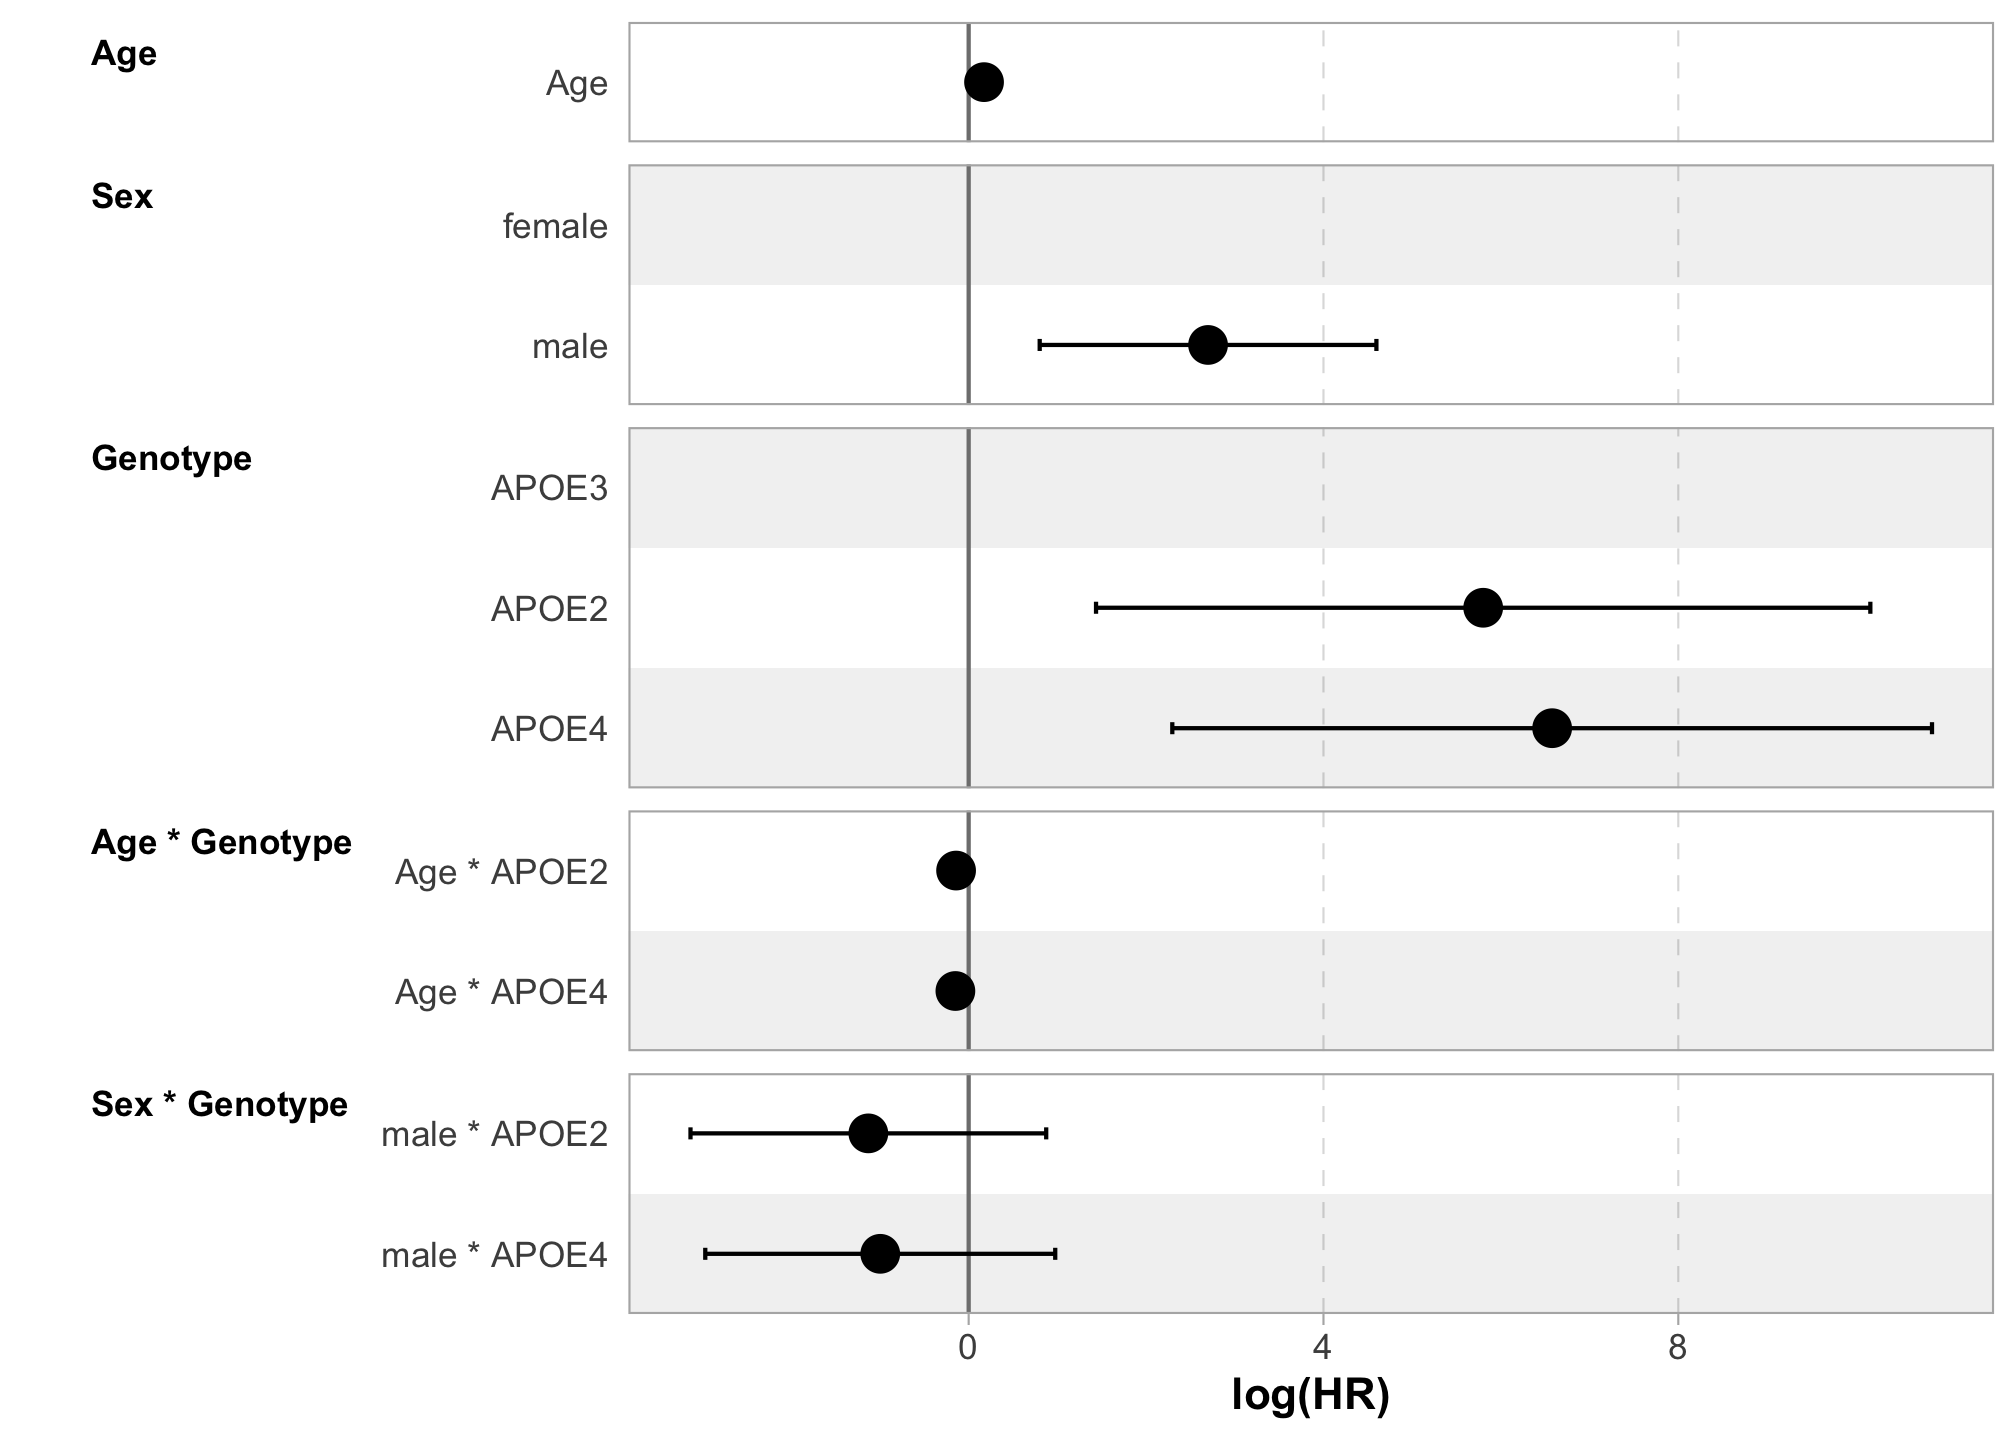 Age
Age
Sex
female
male
Genotype
APOE3
APOE2
APOE4
Age * Genotype
Age * APOE2
Age * APOE4
Sex * Genotype
male * APOE2
male * APOE4
0 4 8
log(HR)